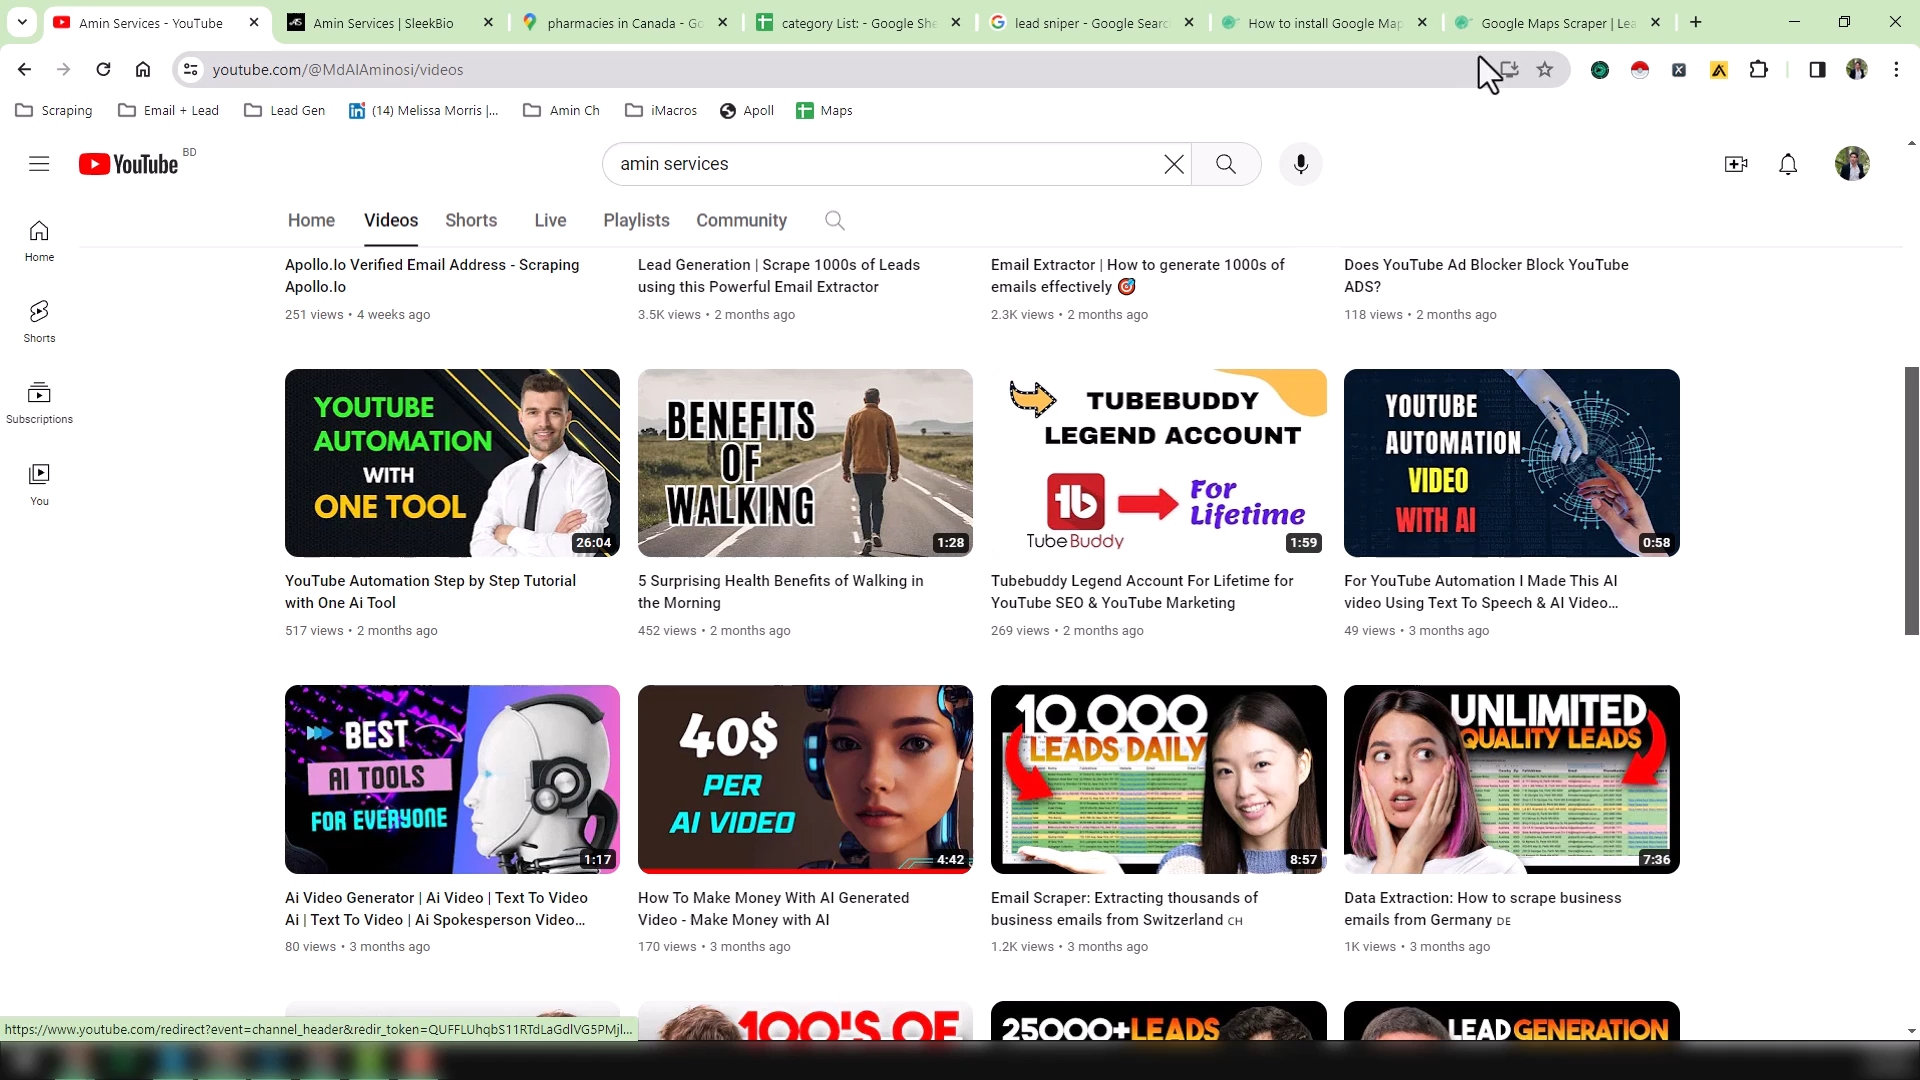 Amin Services - YouTube
Amin Services | SleekBio
pharmacies in Canada - Go
category List: - Google She
lead sniper - Google Searc
How to install Google Map
Google Maps Scraper | Lea
youtube.com/@MdAlAminosi/videos
Scraping
Email + Lead
Lead Gen
(14) Melissa Morris |...
Amin Ch
iMacros
Apoll
Maps
YouTube BD
amin services
Home
Videos
Shorts
Live
Playlists
Community
Home
Shorts
Subscriptions
You
Apollo.Io Verified Email Address - Scraping
Apollo.Io
251 views • 4 weeks ago
Lead Generation | Scrape 1000s of Leads
using this Powerful Email Extractor
3.5K views • 2 months ago
Email Extractor | How to generate 1000s of
emails effectively 🎯
2.3K views • 2 months ago
Does YouTube Ad Blocker Block YouTube
ADS?
118 views • 2 months ago
YOUTUBE
AUTOMATION
WITH
ONE TOOL
26:04
BENEFITS
OF
WALKING
1:28
TUBEBUDDY
LEGEND ACCOUNT
For
Lifetime
tb
TubeBuddy
1:59
YOUTUBE
AUTOMATION
VIDEO
WITH AI
0:58
YouTube Automation Step by Step Tutorial
with One Ai Tool
517 views • 2 months ago
5 Surprising Health Benefits of Walking in
the Morning
452 views • 2 months ago
Tubebuddy Legend Account For Lifetime for
YouTube SEO & YouTube Marketing
269 views • 2 months ago
For YouTube Automation I Made This AI
video Using Text To Speech & AI Video...
49 views • 3 months ago
BEST
AI TOOLS
FOR EVERYONE
1:17
40$
PER
AI VIDEO
4:42
10,000
LEADS DAILY
8:57
UNLIMITED
QUALITY LEADS
7:36
Ai Video Generator | Ai Video | Text To Video
Ai | Text To Video | Ai Spokesperson Video...
80 views • 3 months ago
How To Make Money With AI Generated
Video - Make Money with AI
170 views • 3 months ago
Email Scraper: Extracting thousands of
business emails from Switzerland CH
1.2K views • 3 months ago
Data Extraction: How to scrape business
emails from Germany DE
1K views • 3 months ago
100'S OF
25000+LEADS
LEAD GENERATION
https://www.youtube.com/redirect?event=channel_header&redir_token=QUFFLUhqbS11RTdLaGdlVG5PMjl...